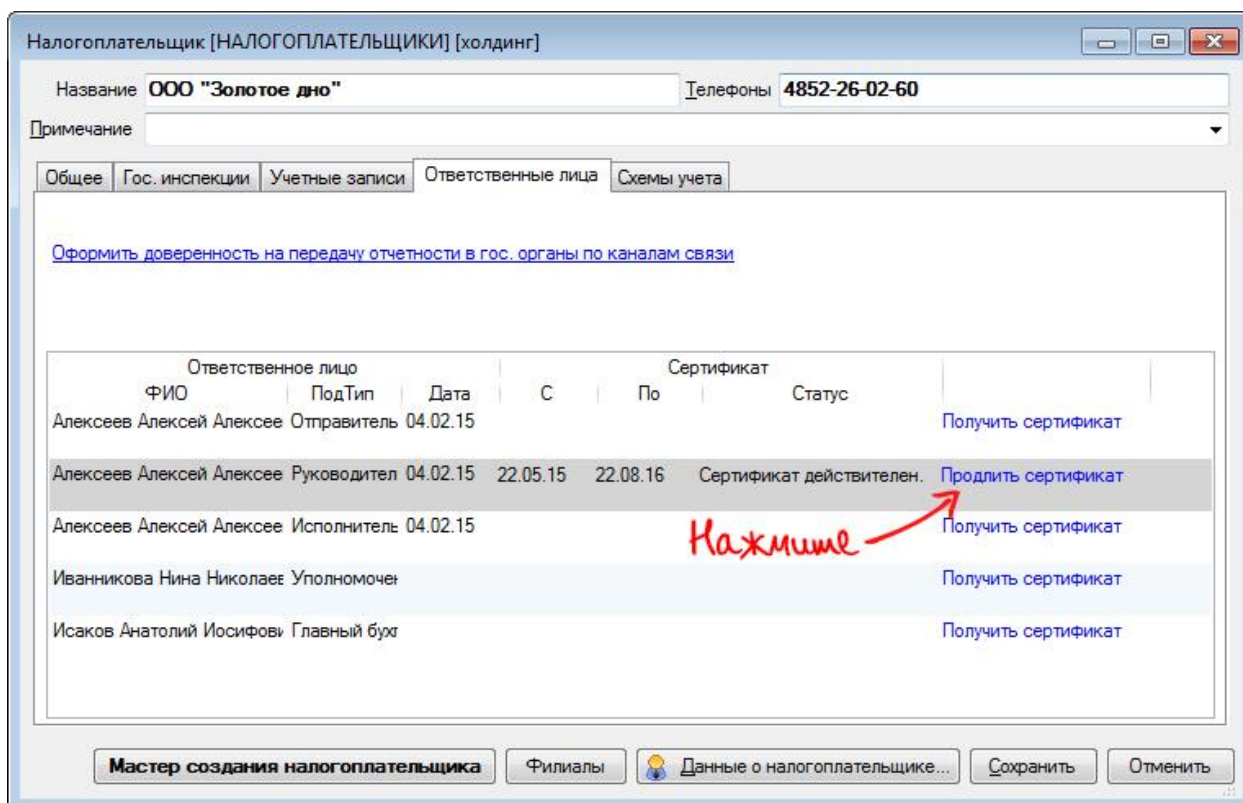 Налогоплательщик [НАЛОГОПЛАТЕЛЬЩИКИ] [холдинг]
Название ООО "Золотое дно" Телефоны 4852-26-02-60
Примечание
Общее Гос. инспекции Учетные записи Ответственные лица Схемы учета
Оформить доверенность на передачу отчетности в гос. органы по каналам связи
Ответственное лицо Сертификат
ФИО ПодТип Дата С По Статус
Алексеев Алексей Алексее Отправитель 04.02.15 Получить сертификат
Алексеев Алексей Алексее Руководител 04.02.15 22.05.15 22.08.16 Сертификат действителен. Продлить сертификат
Алексеев Алексей Алексее Исполнитель 04.02.15 Получить сертификат
Нажмите
Иванникова Нина Николаев Уполномочен Получить сертификат
Исаков Анатолий Иосифови Главный бухг Получить сертификат
Мастер создания налогоплательщика Филиалы Данные о налогоплательщике... Сохранить Отменить